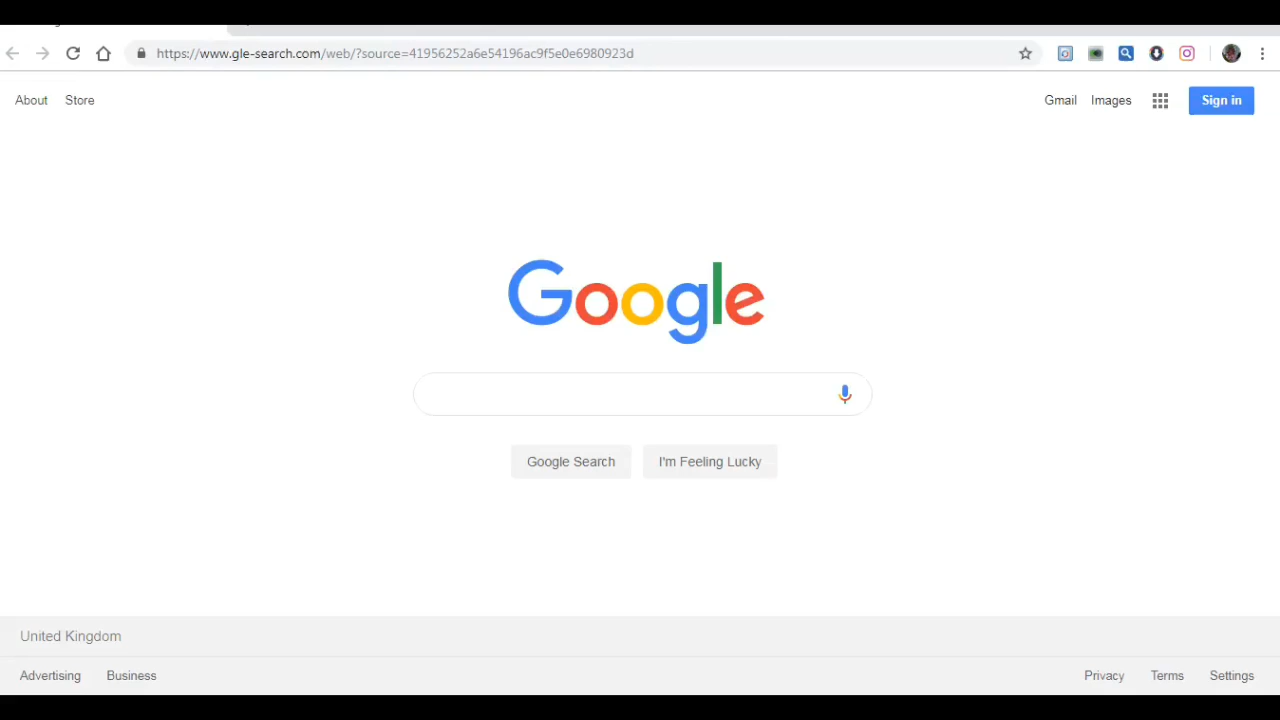 https://www.gle-search.com/web/?source=41956252a6e54196ac9f5e0e6980923d
About Store Gmail Images Sign in
Google
Google Search I'm Feeling Lucky
United Kingdom
Advertising Business Privacy Terms Settings